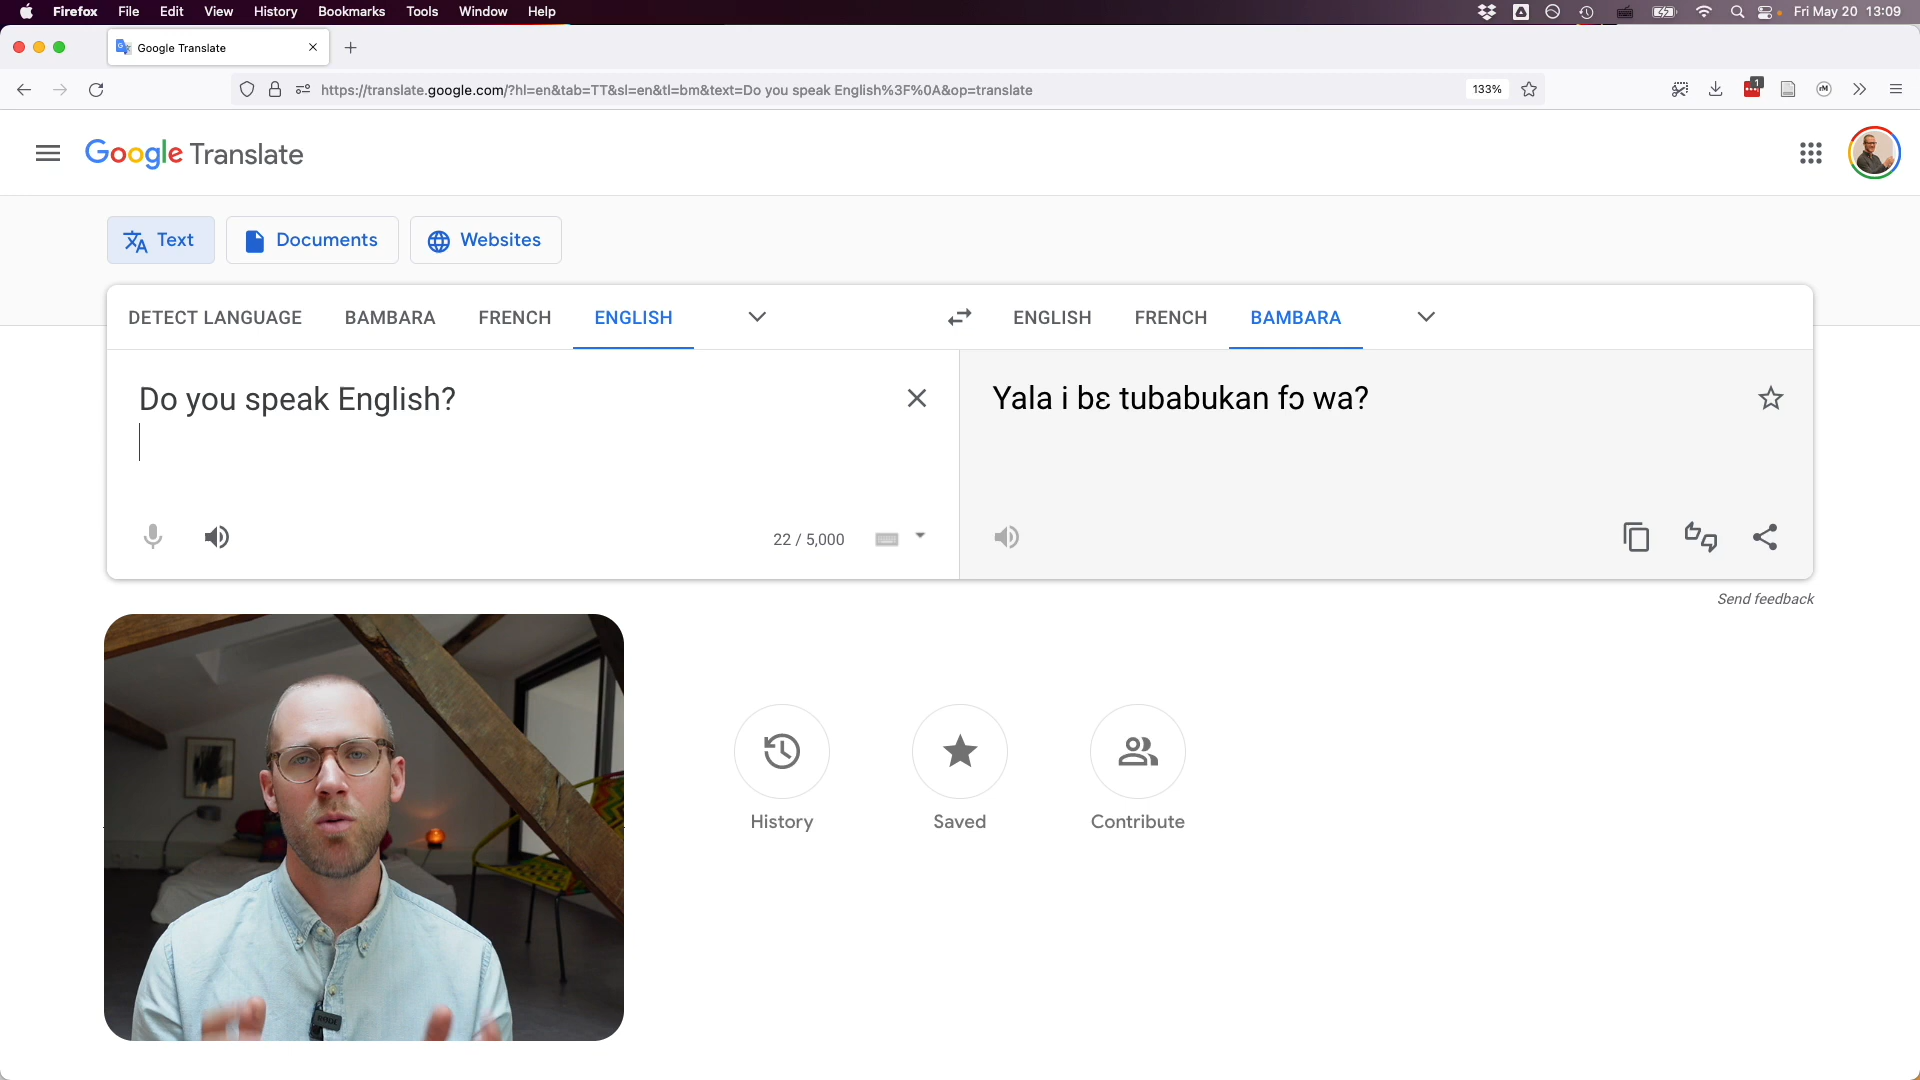 Firefox File Edit View History Bookmarks Tools Window Help Fri May 20 13:09
Google Translate
https://translate.google.com/?hl=en&tab=TT&sl=en&tl=bm&text=Do you speak English%3F%0A&op=translate 133% 1
Google Translate
Text Documents Websites
DETECT LANGUAGE BAMBARA FRENCH ENGLISH ENGLISH FRENCH BAMBARA
Do you speak English? Yala i bɛ tubabukan fɔ wa?
22 / 5,000
Send feedback
History Saved Contribute